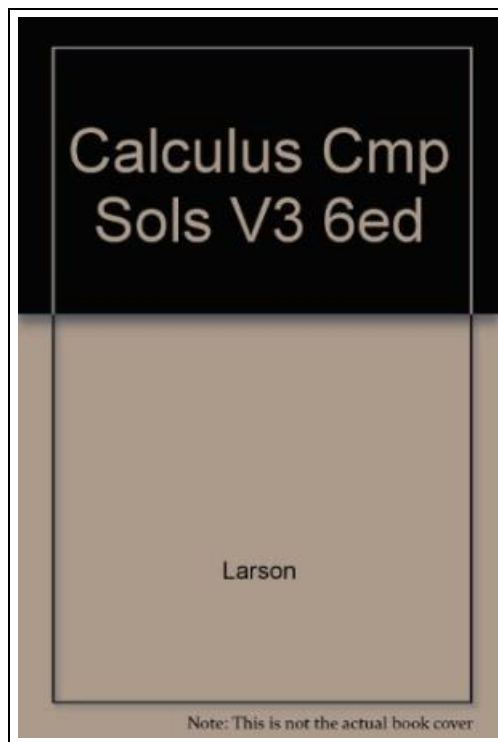 Calculus Cmp
Sols V3 6ed
Larson
Note: This is not the actual book cover